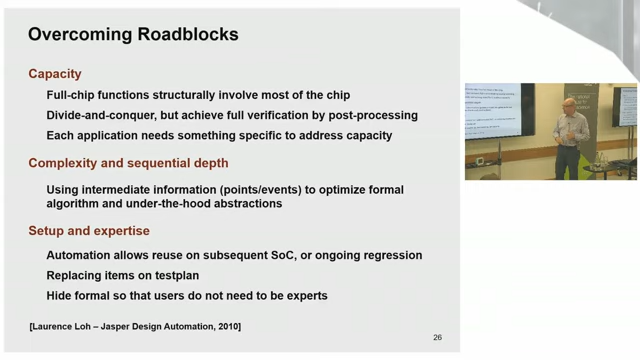 Overcoming Roadblocks
Capacity
Full-chip functions structurally involve most of the chip
Divide-and-conquer, but achieve full verification by post-processing
Each application needs something specific to address capacity
Complexity and sequential depth
Using intermediate information (points/events) to optimize formal
algorithm and under-the-hood abstractions
Setup and expertise
Automation allows reuse on subsequent SoC, or ongoing regression
Replacing items on testplan
Hide formal so that users do not need to be experts
[Laurence Loh – Jasper Design Automation, 2010]
26